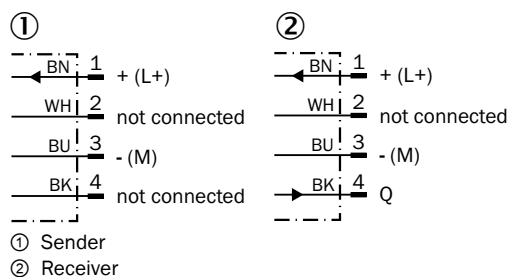 ① ②
BN 1 + (L+) BN 1 + (L+)
WH 2 not connected WH 2 not connected
BU 3 - (M) BU 3 - (M)
BK 4 not connected BK 4 Q
① Sender
② Receiver